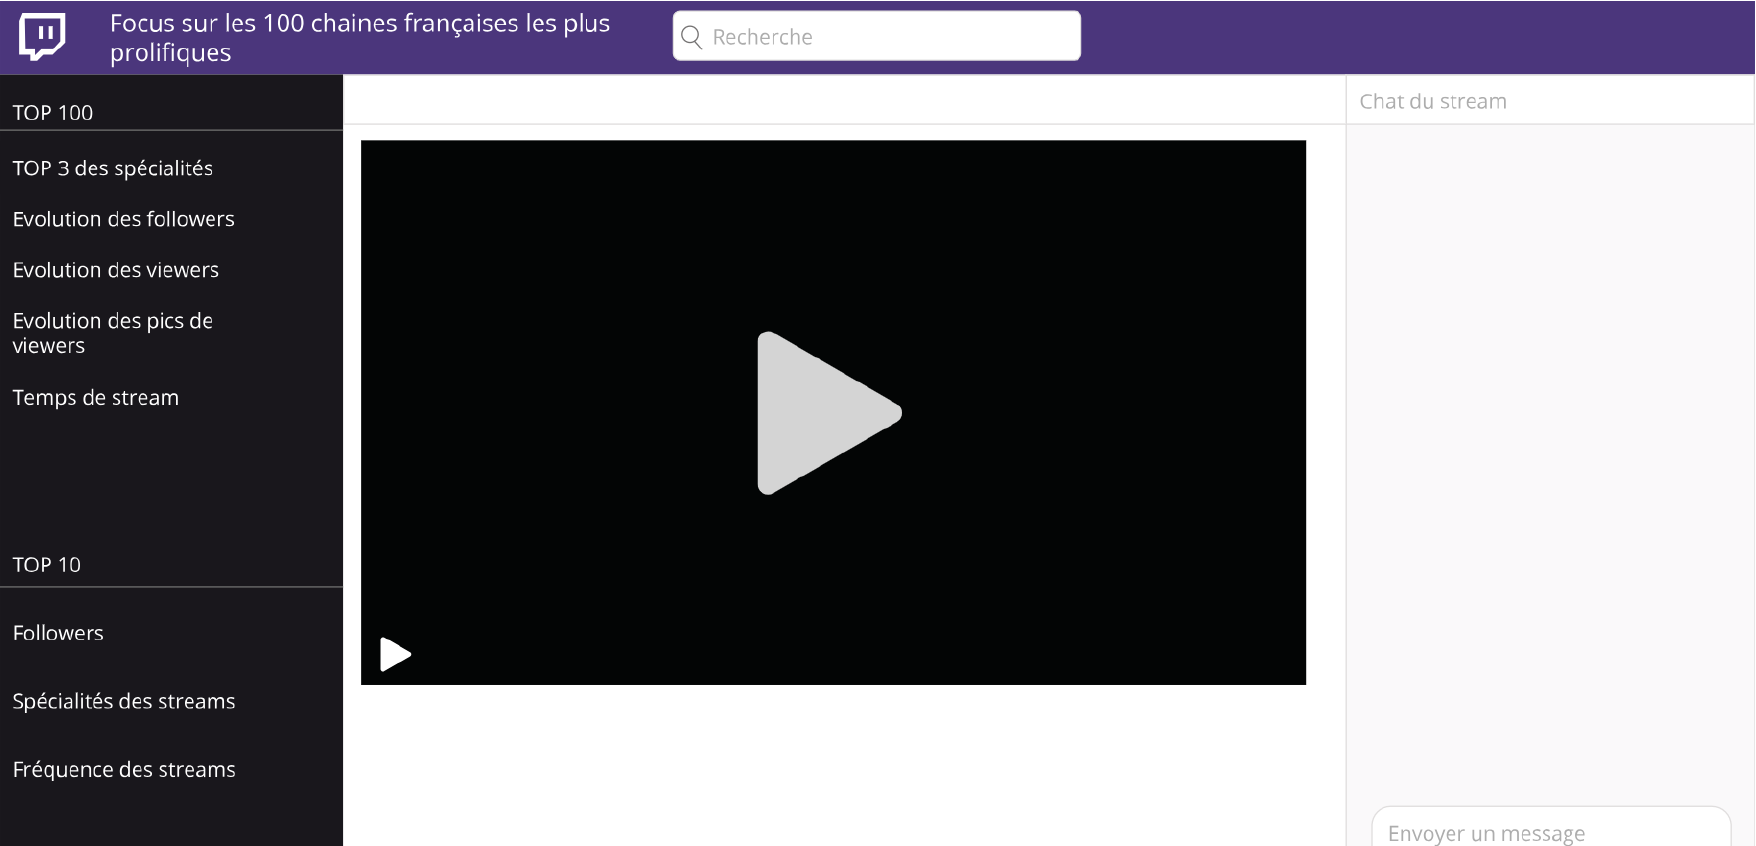 Focus sur les 100 chaines françaises les plus
prolifiques
Recherche
TOP 100
TOP 3 des spécialités
Evolution des followers
Evolution des viewers
Evolution des pics de
viewers
Temps de stream
TOP 10
Followers
Spécialités des streams
Fréquence des streams
Chat du stream
Envoyer un message